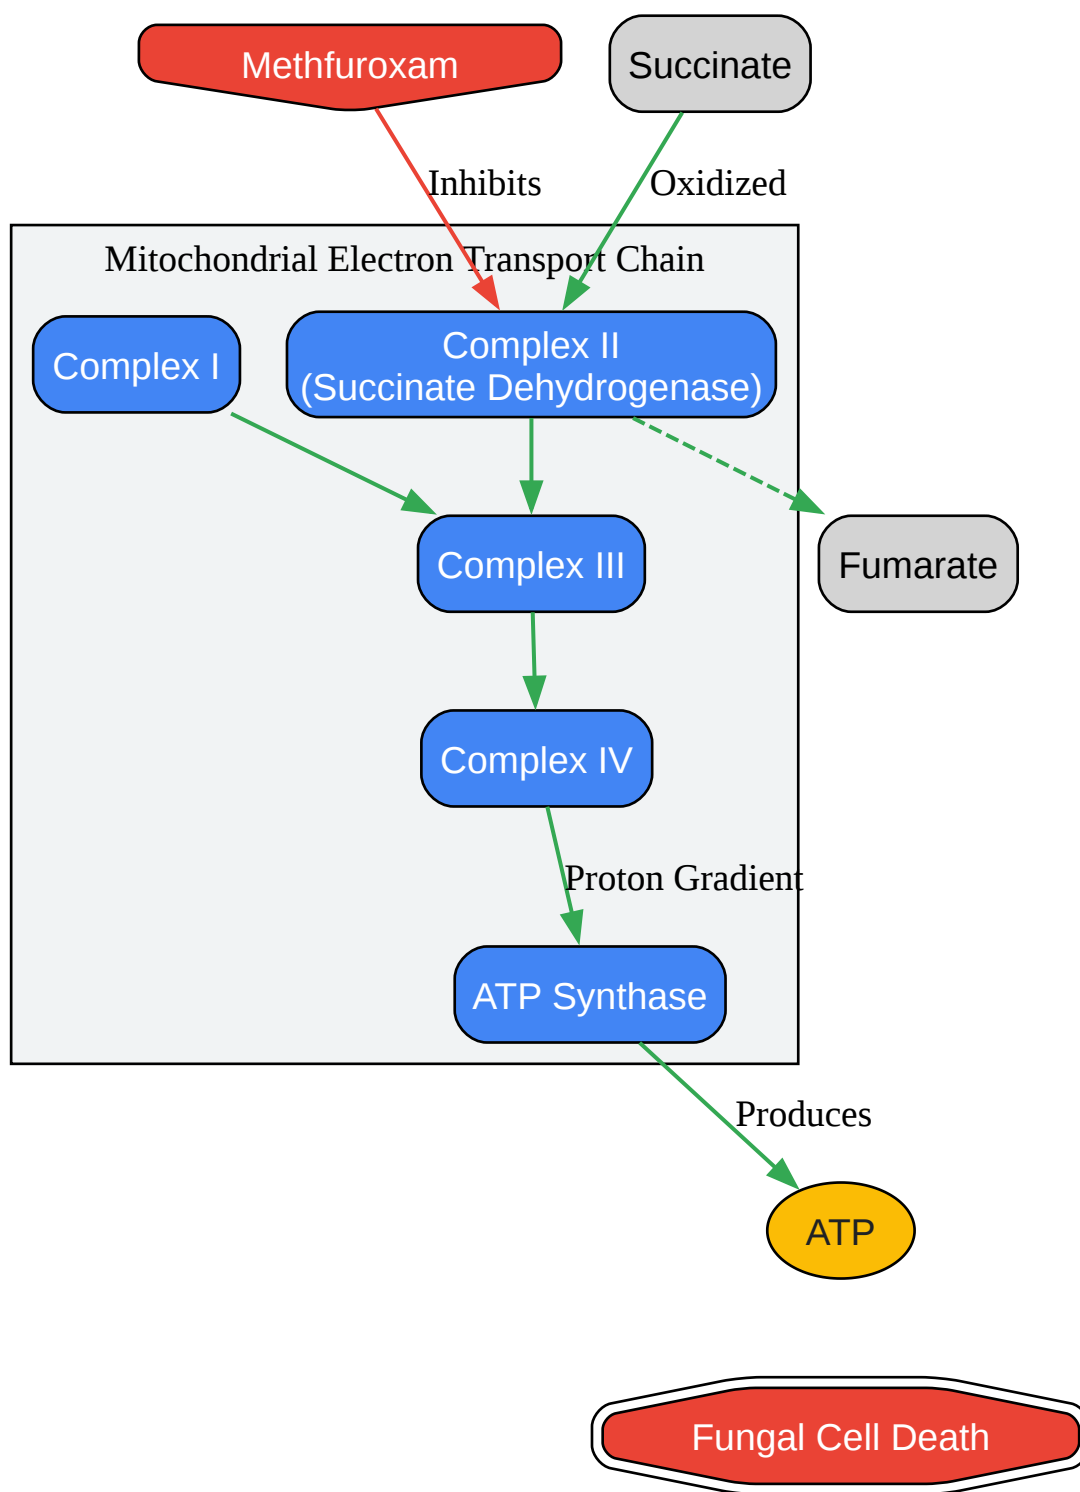 Methfuroxam
Succinate
Inhibits
Oxidized
Mitochondrial Electron Transport Chain
Complex I
Complex II
(Succinate Dehydrogenase)
Complex III
Fumarate
Complex IV
Proton Gradient
ATP Synthase
Produces
ATP
Fungal Cell Death